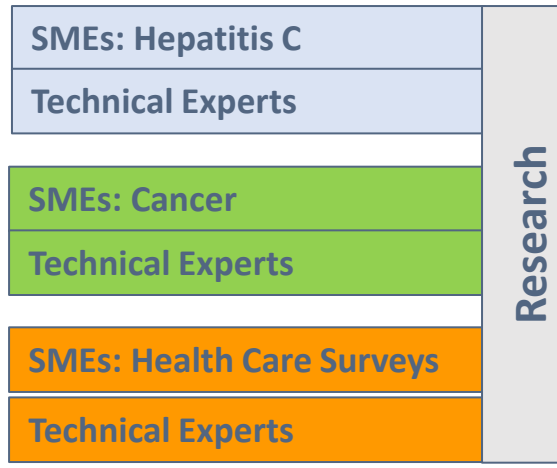 SMEs: Hepatitis C
Technical Experts
SMEs: Cancer
Technical Experts
SMEs: Health Care Surveys
Technical Experts
Research